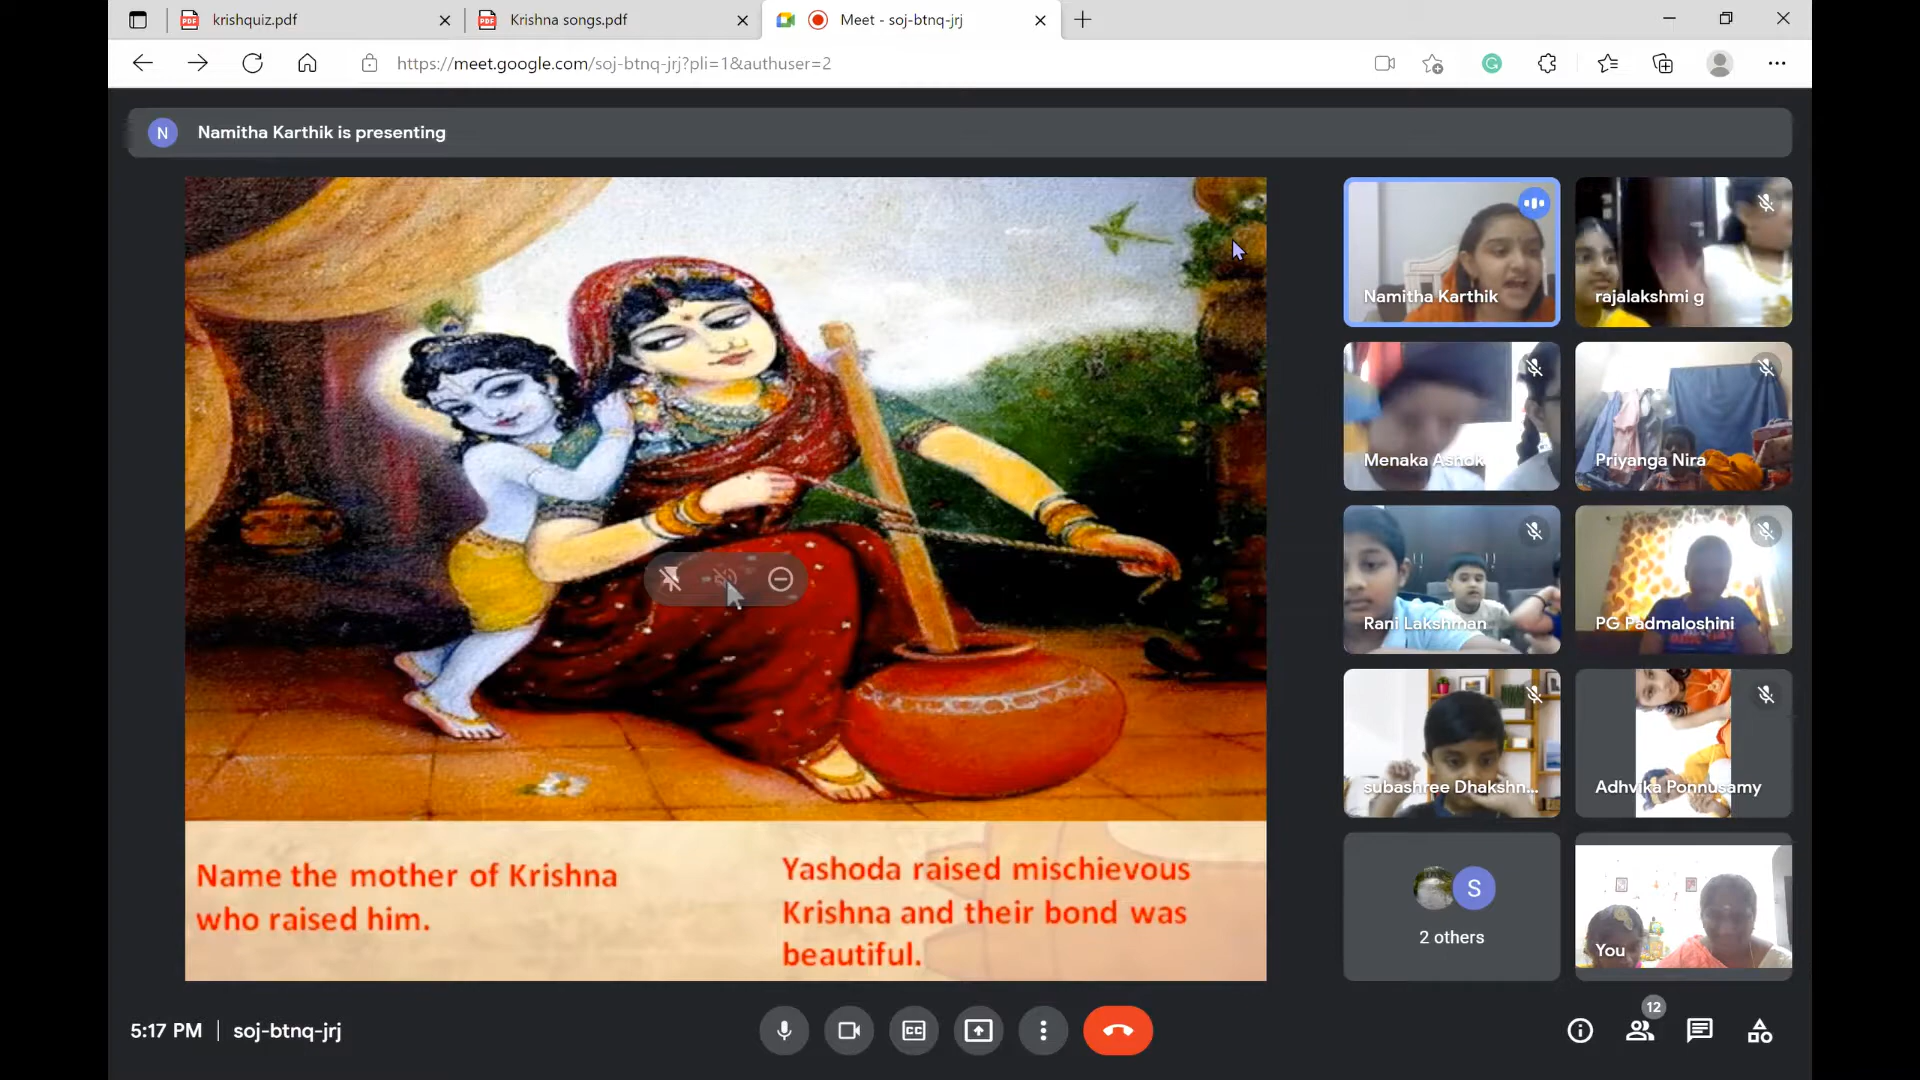 krishquiz.pdf
Krishna songs.pdf
Meet - soj-btnq-jrj
https://meet.google.com/soj-btnq-jrj?pli=1&authuser=2
N
Namitha Karthik is presenting
Namitha Karthik
rajalakshmi g
Menaka Ashok
Priyanga Nira
Rani Lakshman
PG Padmaloshini
subashree Dhakshn...
Adhvika Ponnusamy
S
2 others
You
Name the mother of Krishna
who raised him.
Yashoda raised mischievous
Krishna and their bond was
beautiful.
5:17 PM
soj-btnq-jrj
CC
12